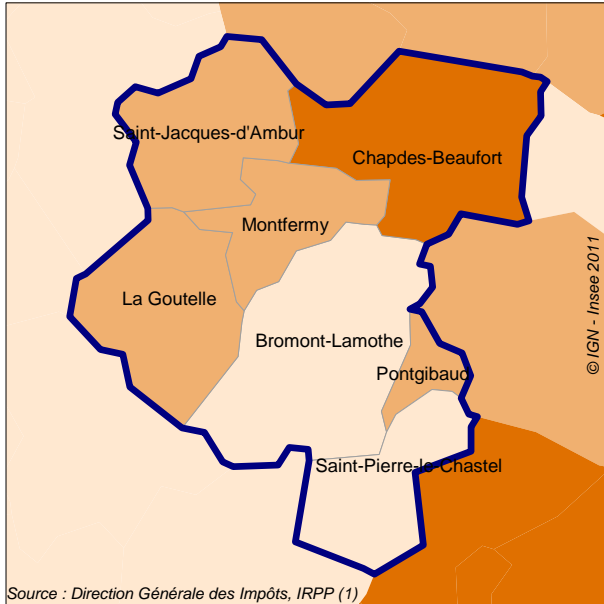 Saint-Jacques-d'Ambur
Chapdes-Beaufort
Montfermy
La Goutelle
Bromont-Lamothe
Pontgibaud
Saint-Pierre-le-Chastel
© IGN - Insee 2011
Source : Direction Générale des Impôts, IRPP (1)